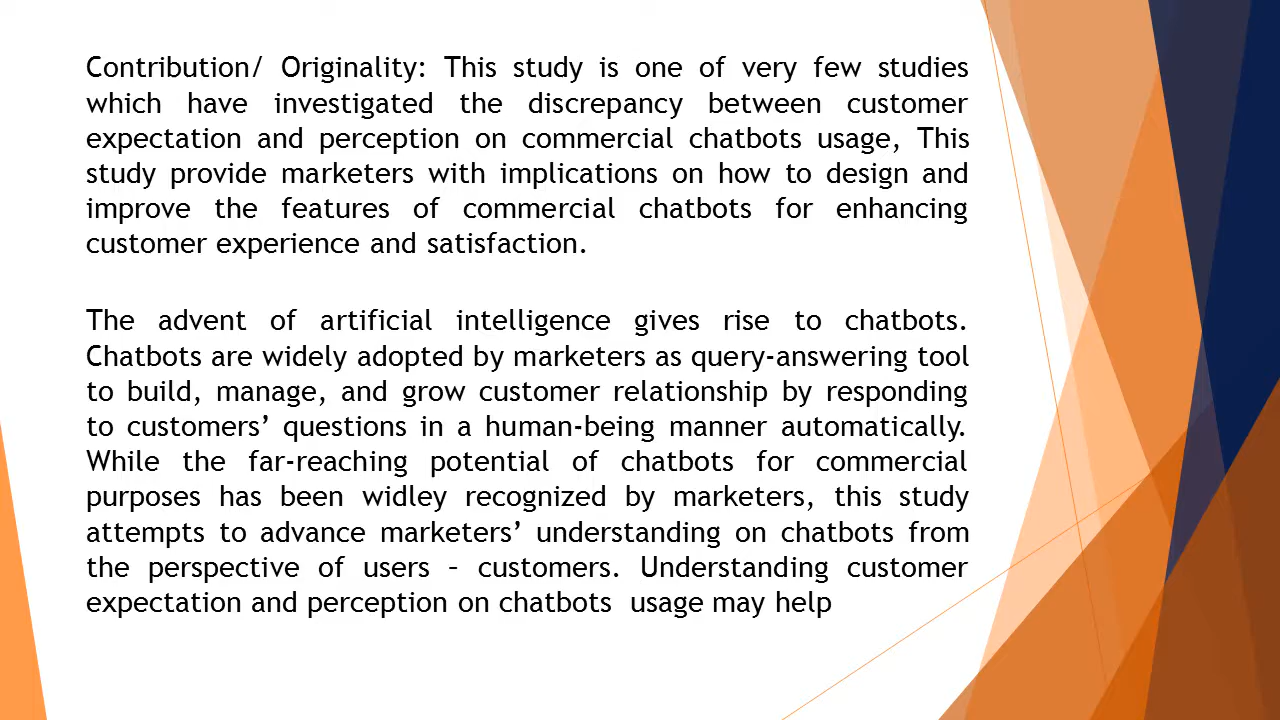 Contribution/ Originality: This study is one of very few studies
which have investigated the discrepancy between customer
expectation and perception on commercial chatbots usage, This
study provide marketers with implications on how to design and
improve the features of commercial chatbots for enhancing
customer experience and satisfaction.
The advent of artificial intelligence gives rise to chatbots.
Chatbots are widely adopted by marketers as query-answering tool
to build, manage, and grow customer relationship by responding
to customers’ questions in a human-being manner automatically.
While the far-reaching potential of chatbots for commercial
purposes has been widley recognized by marketers, this study
attempts to advance marketers’ understanding on chatbots from
the perspective of users – customers. Understanding customer
expectation and perception on chatbots  usage may help